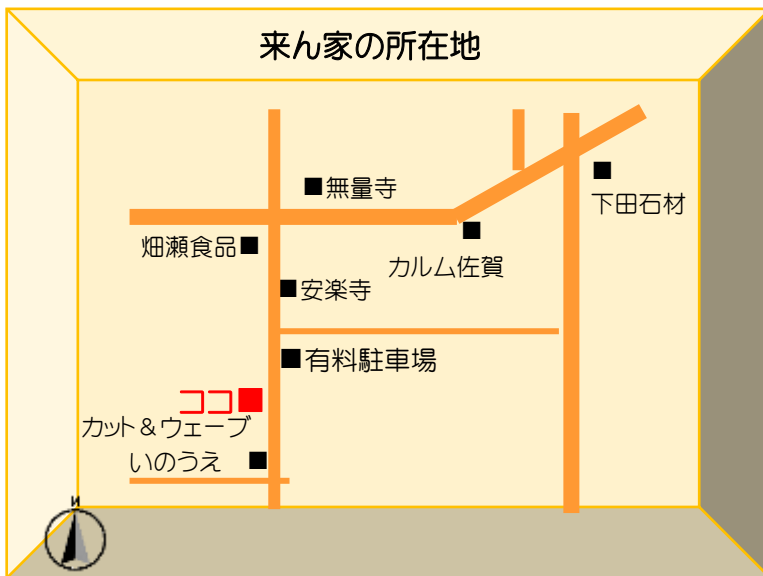 来ん家の所在地
■無量寺
下田石材
畑瀬食品■
カルム佐賀
■安楽寺
■有料駐車場
ココ■
カット＆ウェーブ
いのうえ ■
N